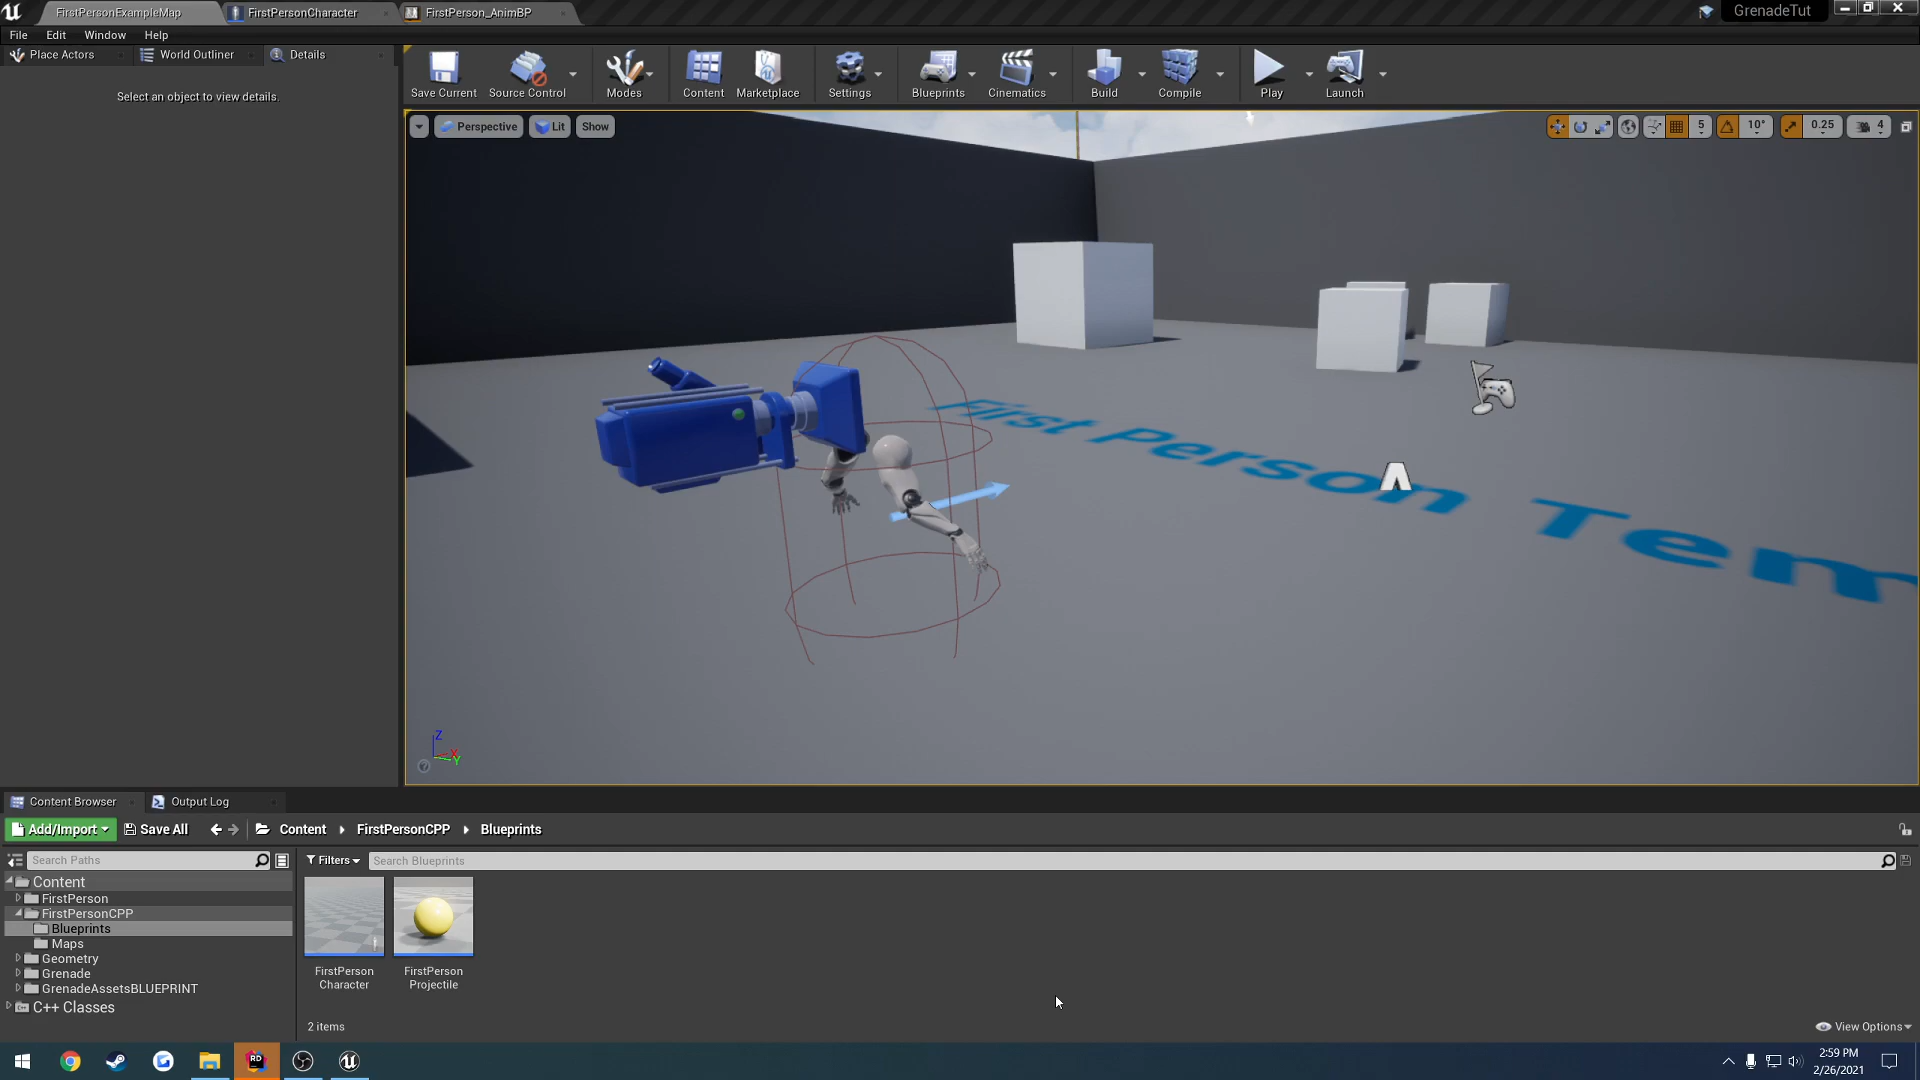 FirstPersonExampleMap
FirstPersonCharacter
FirstPerson_AnimBP
GrenadeTut
File Edit Window Help
Place Actors
World Outliner
Details
Select an object to view details.
Save Current
Source Control
Modes
Content
Marketplace
Settings
Blueprints
Cinematics
Build
Compile
Play
Launch
Perspective
Lit
Show
5
10°
0.25
4
First Person Tem
Z
X
Y
Content Browser
Output Log
Add/Import
Save All
Content
FirstPersonCPP
Blueprints
Search Paths
Filters
Search Blueprints
Content
FirstPerson
FirstPersonCPP
Blueprints
Maps
Geometry
Grenade
GrenadeAssetsBLUEPRINT
C++ Classes
FirstPerson
Character
FirstPerson
Projectile
2 items
View Options
RD
2:59 PM
2/26/2021